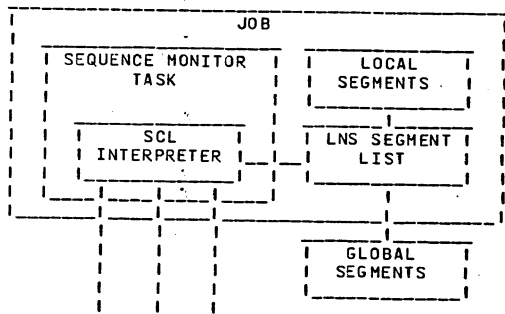 JOB
SEQUENCE MONITOR
TASK
LOCAL
SEGMENTS
SCL
INTERPRETER
LNS SEGMENT
LIST
GLOBAL
SEGMENTS